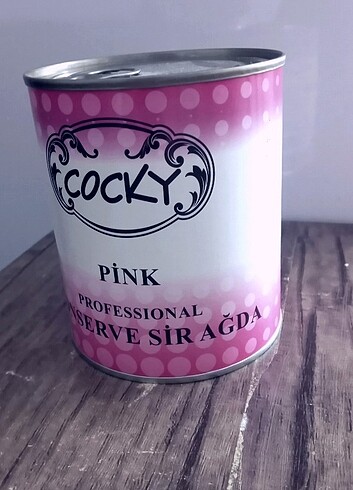 COCKY
PİNK
PROFESSIONAL
NSERVE SİR AĞDA